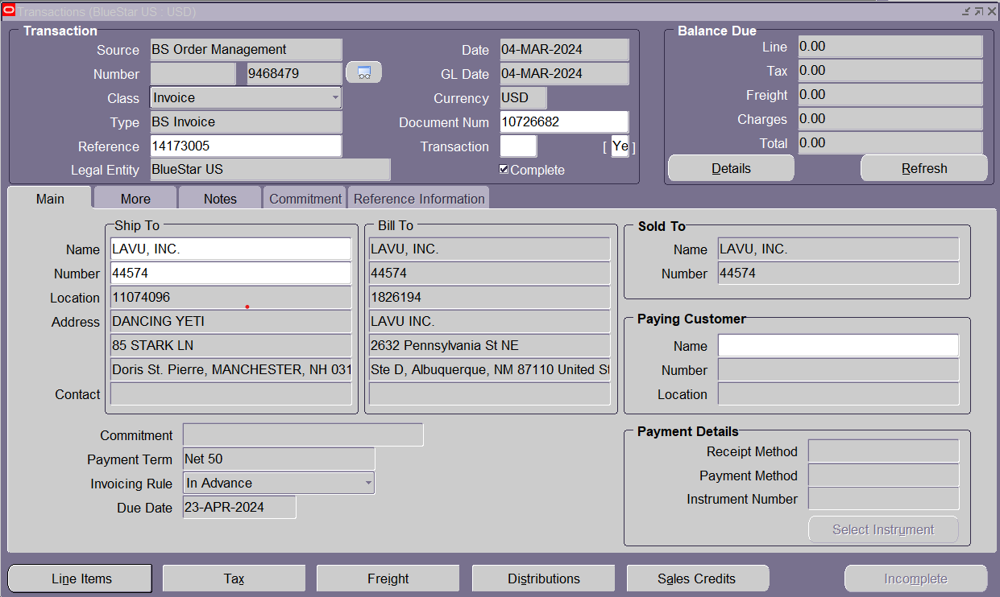 Transactions (BlueStar US : USD)
Transaction
Source BS Order Management
Number 9468479
Class Invoice
Type BS Invoice
Reference 14173005
Legal Entity BlueStar US
Date 04-MAR-2024
GL Date 04-MAR-2024
Currency USD
Document Num 10726682
Transaction [ Ye ]
Complete
Balance Due
Line 0.00
Tax 0.00
Freight 0.00
Charges 0.00
Total 0.00
Details Refresh
Main More Notes Commitment Reference Information
Ship To Bill To
Name LAVU, INC. LAVU, INC.
Number 44574 44574
Location 11074096 1826194
Address DANCING YETI LAVU INC.
85 STARK LN 2632 Pennsylvania St NE
Doris St. Pierre, MANCHESTER, NH 031 Ste D, Albuquerque, NM 87110 United St
Contact
Sold To
Name LAVU, INC.
Number 44574
Paying Customer
Name
Number
Location
Commitment
Payment Term Net 50
Invoicing Rule In Advance
Due Date 23-APR-2024
Payment Details
Receipt Method
Payment Method
Instrument Number
Select Instrument
Line Items Tax Freight Distributions Sales Credits Incomplete